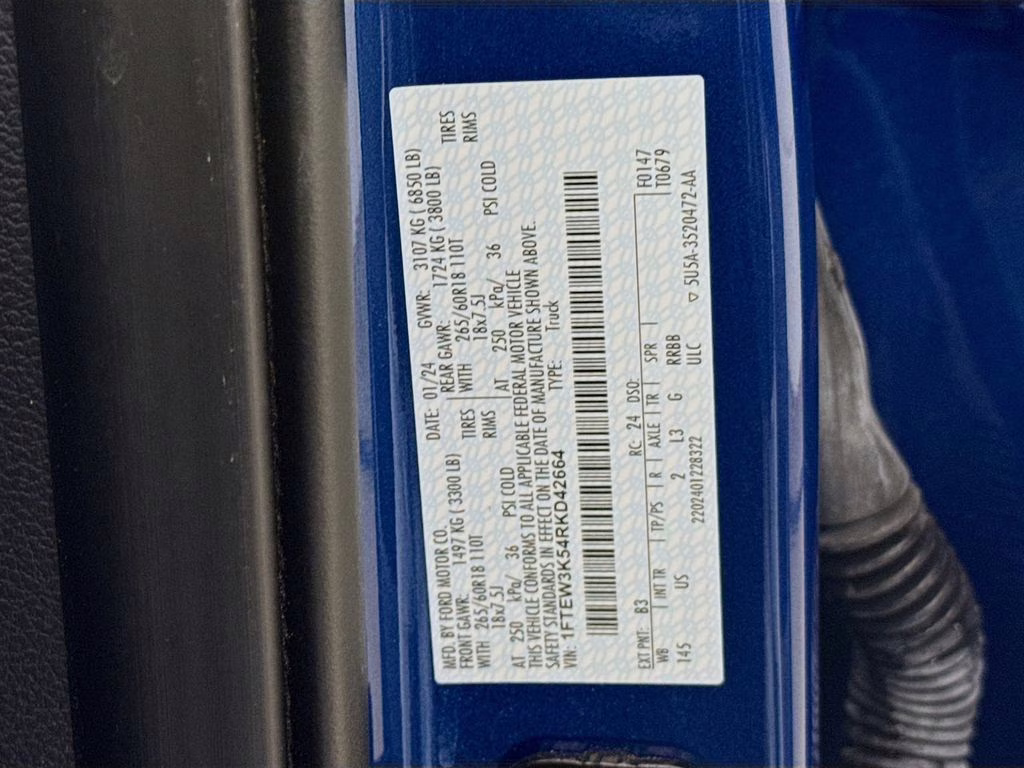 MFD. BY FORD MOTOR CO. DATE: 01/24 GVWR: 3107 KG ( 6850 LB)
FRONT GAWR: 1497 KG ( 3300 LB) REAR GAWR: 1724 KG ( 3800 LB)
WITH 265/60R18 110T TIRES WITH 265/60R18 110T TIRES
18x7.5J RIMS 18x7.5J RIMS
AT 250 kPa/ 36 PSI COLD AT 250 kPa/ 36 PSI COLD
THIS VEHICLE CONFORMS TO ALL APPLICABLE FEDERAL MOTOR VEHICLE
SAFETY STANDARDS IN EFFECT ON THE DATE OF MANUFACTURE SHOWN ABOVE.
VIN: 1FTEW3K54RKD42664 TYPE: Truck
EXT PNT: B3 RC: 24 DSO: F0147
WB | INT TR | TP/PS | R | AXLE | TR | SPR | 1T0679
145 US 2 L3 G RRBB
2202401228322 ULC ▽ 5U5A-3520472-AA